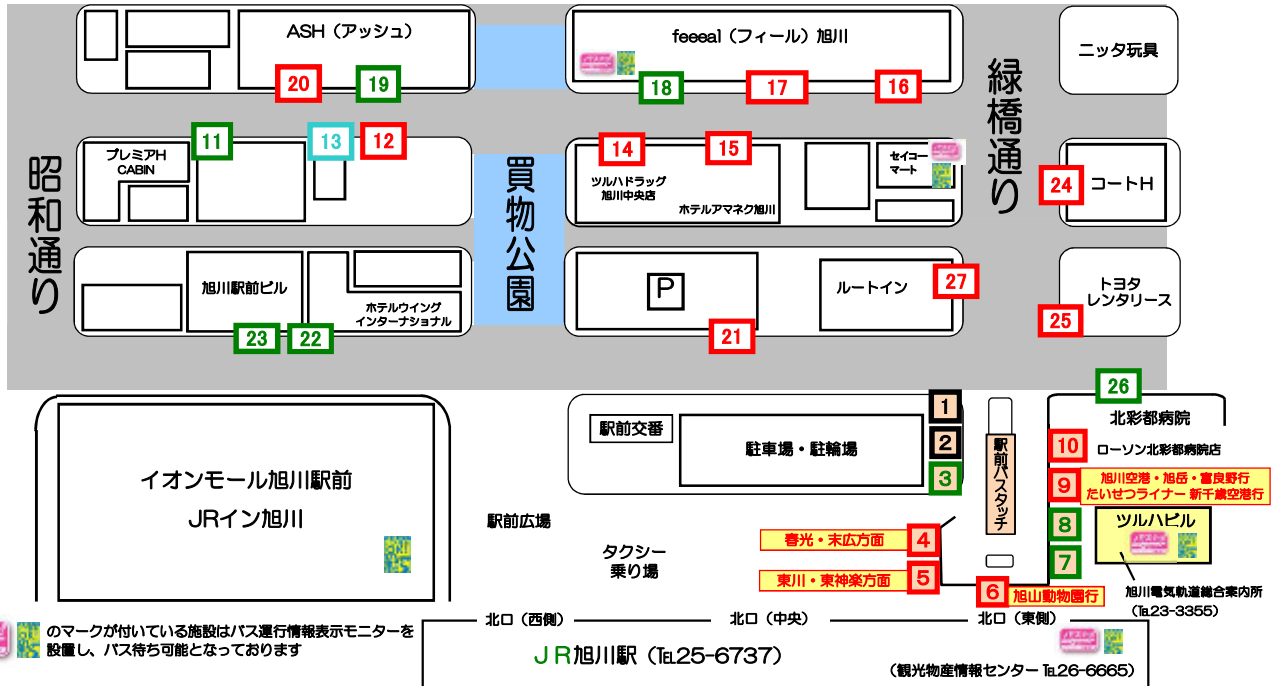 ASH（アッシュ）
feeeal（フィール）旭川
ニッタ玩具
20
19
18
17
16
緑橋通り
11
13
12
14
15
プレミアH
CABIN
ツルハドラッグ
旭川中央店
ホテルアマネク旭川
セイコー
マート
24
コートH
昭和通り
買物公園
旭川駅前ビル
ホテルウイング
インターナショナル
P
ルートイン
27
トヨタ
レンタリース
25
23
22
21
26
北彩都病院
1
2
3
駅前交番
駐車場・駐輪場
駅前バスタッチ
10
ローソン北彩都病院店
9
旭川空港・旭岳・富良野行
たいせつライナー 新千歳空港行
イオンモール旭川駅前
JRイン旭川
駅前広場
タクシー
乗り場
春光・末広方面
4
東川・東神楽方面
5
8
7
ツルハビル
6
旭山動物園行
旭川電気軌道総合案内所
（℡23-3355）
北口（西側）
北口（中央）
北口（東側）
のマークが付いている施設はバス運行情報表示モニターを
設置し、バス待ち可能となっております
JR旭川駅（℡25-6737）
（観光物産情報センター ℡26-6665）